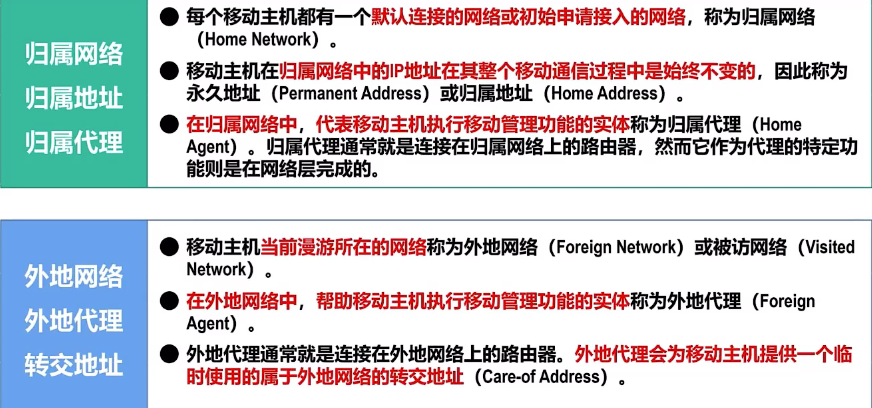 归属网络
归属地址
归属代理
● 每个移动主机都有一个默认连接的网络或初始申请接入的网络，称为归属网络
（Home Network）。
● 移动主机在归属网络中的IP地址在其整个移动通信过程中是始终不变的，因此称为
永久地址（Permanent Address）或归属地址（Home Address）。
● 在归属网络中，代表移动主机执行移动管理功能的实体称为归属代理（Home
Agent）。归属代理通常就是连接在归属网络上的路由器，然而它作为代理的特定功
能则是在网络层完成的。
外地网络
外地代理
转交地址
● 移动主机当前漫游所在的网络称为外地网络（Foreign Network）或被访网络（Visited
Network）。
● 在外地网络中，帮助移动主机执行移动管理功能的实体称为外地代理（Foreign
Agent）。
● 外地代理通常就是连接在外地网络上的路由器。外地代理会为移动主机提供一个临
时使用的属于外地网络的转交地址（Care-of Address）。